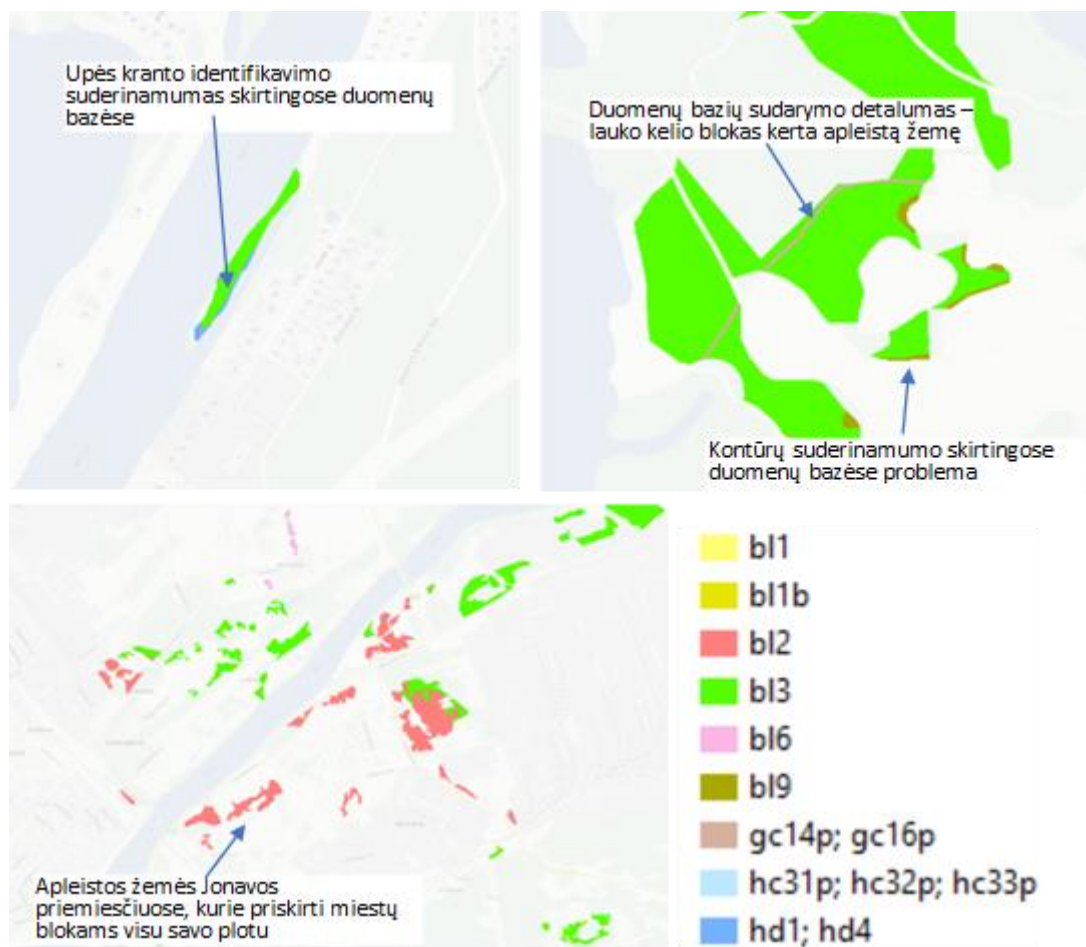 Upės kranto identifikavimo
suderinamumas skirtingose duomenų
bazėse
Duomenų bazių sudarymo detalumas –
lauko kelio blokas kerta apleistą žemę
Kontūrų suderinamumo skirtingose
duomenų bazėse problema
Apleistos žemės Jonavos
priemiesčiuose, kurie priskirti miestų
blokams visu savo plotu
bl1
bl1b
bl2
bl3
bl6
bl9
gc14p; gc16p
hc31p; hc32p; hc33p
hd1; hd4